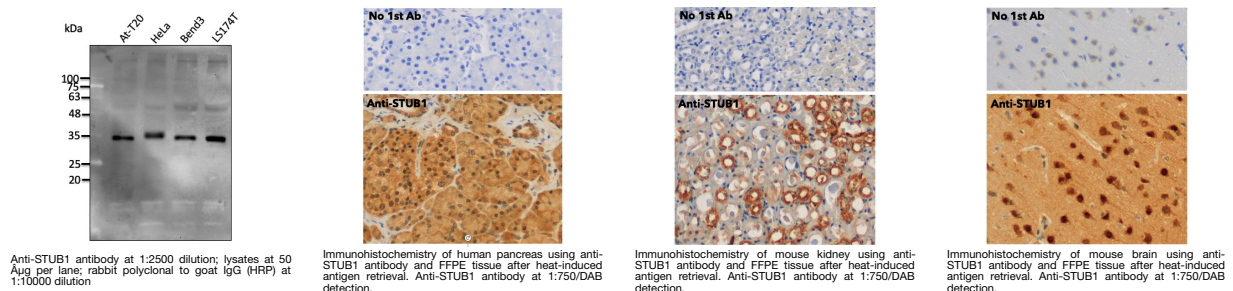 kDa
At-T20
HeLa
Bend3
LS174T
100
75
63
48
35
25
20
Anti-STUB1 antibody at 1:2500 dilution; lysates at 50
Âµg per lane; rabbit polyclonal to goat IgG (HRP) at
1:10000 dilution
No 1st Ab
Anti-STUB1
Immunohistochemistry of human pancreas using anti-
STUB1 antibody and FFPE tissue after heat-induced
antigen retrieval. Anti-STUB1 antibody at 1:750/DAB
detection.
No 1st Ab
Anti-STUB1
Immunohistochemistry of mouse kidney using anti-
STUB1 antibody and FFPE tissue after heat-induced
antigen retrieval. Anti-STUB1 antibody at 1:750/DAB
detection.
No 1st Ab
Anti-STUB1
Immunohistochemistry of mouse brain using anti-
STUB1 antibody and FFPE tissue after heat-induced
antigen retrieval. Anti-STUB1 antibody at 1:750/DAB
detection.